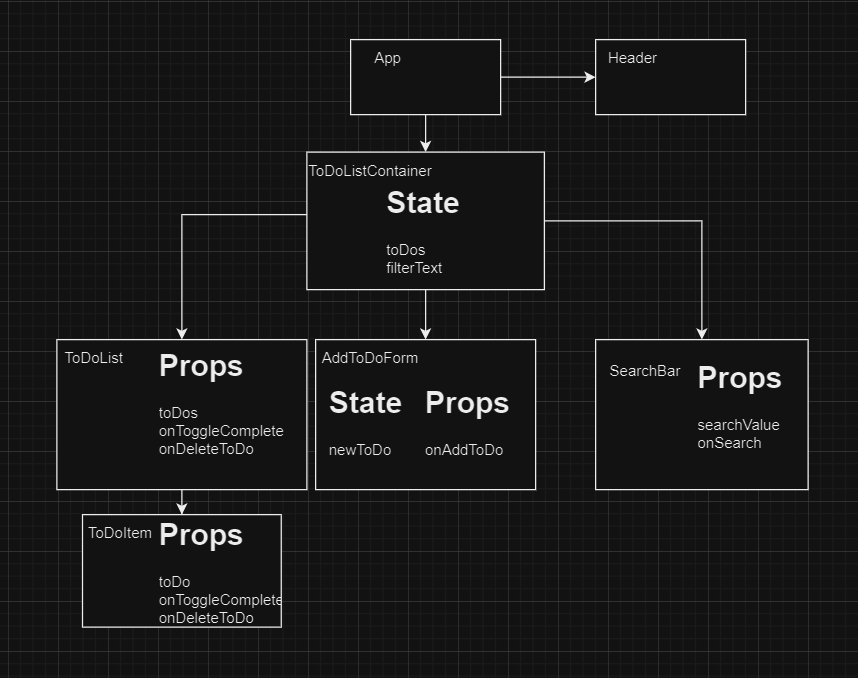 App
Header
ToDoListContainer
State
toDos
filterText
ToDoList
Props
toDos
onToggleComplete
onDeleteToDo
AddToDoForm
State
newToDo
Props
onAddToDo
SearchBar
Props
searchValue
onSearch
ToDoItem
Props
toDo
onToggleComplete
onDeleteToDo